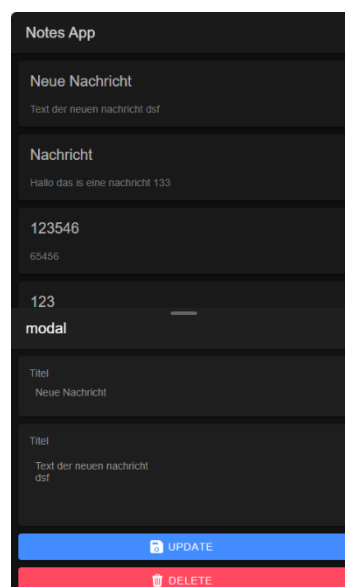 Notes App
Neue Nachricht
Text der neuen nachricht dsf
Nachricht
Hallo das is eine nachricht 133
123546
65456
123
modal
Titel
Neue Nachricht
Titel
Text der neuen nachricht
dsf
UPDATE
DELETE